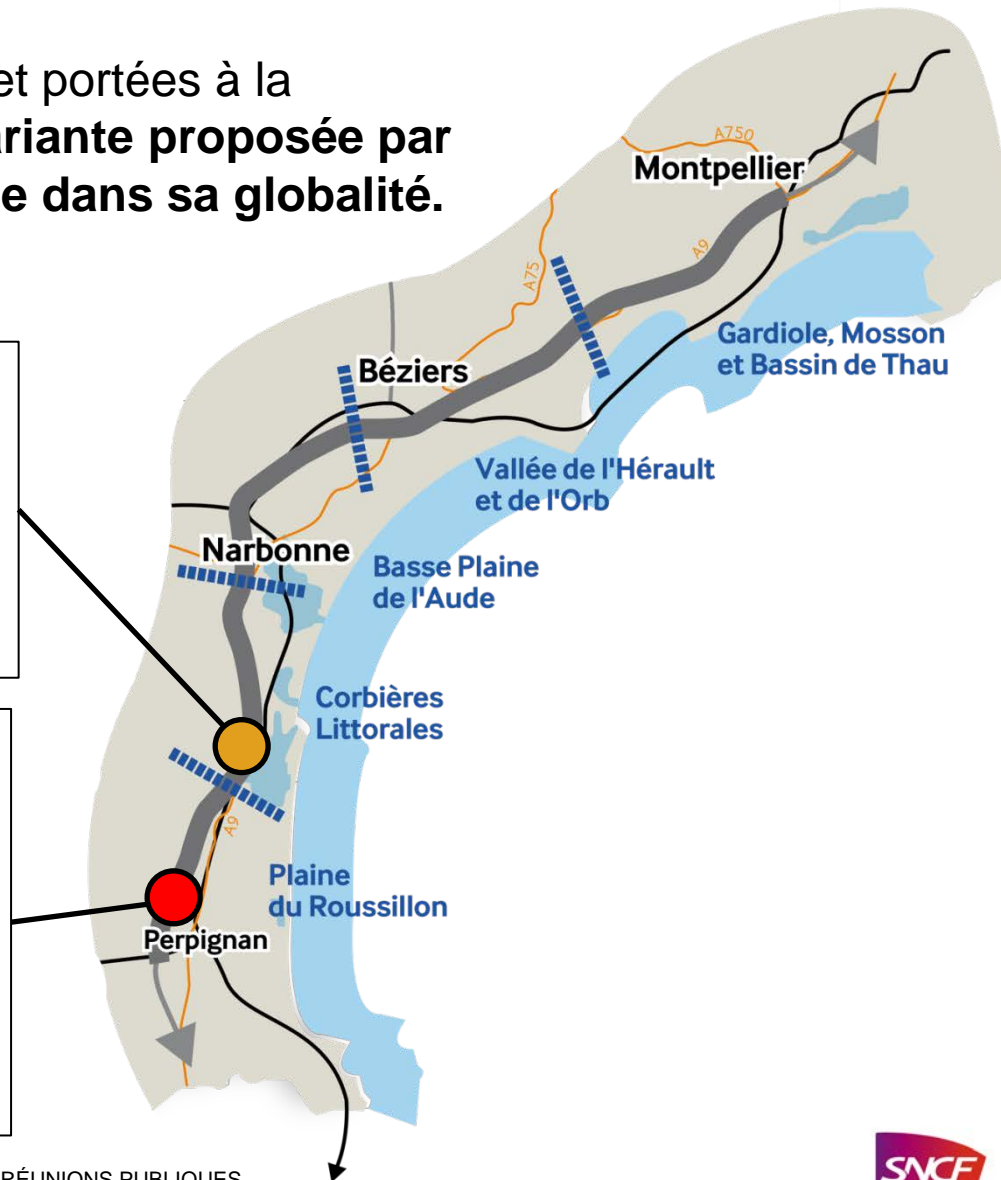 et portées à la
ariante proposée par
e dans sa globalité.
A750
Montpellier
A9
A75
Gardiole, Mosson
et Bassin de Thau
Béziers
Vallée de l'Hérault
et de l'Orb
Narbonne
Basse Plaine
de l'Aude
Corbières
Littorales
A9
Plaine
du Roussillon
Perpignan
RÉUNIONS PUBLIQUES
SNCF